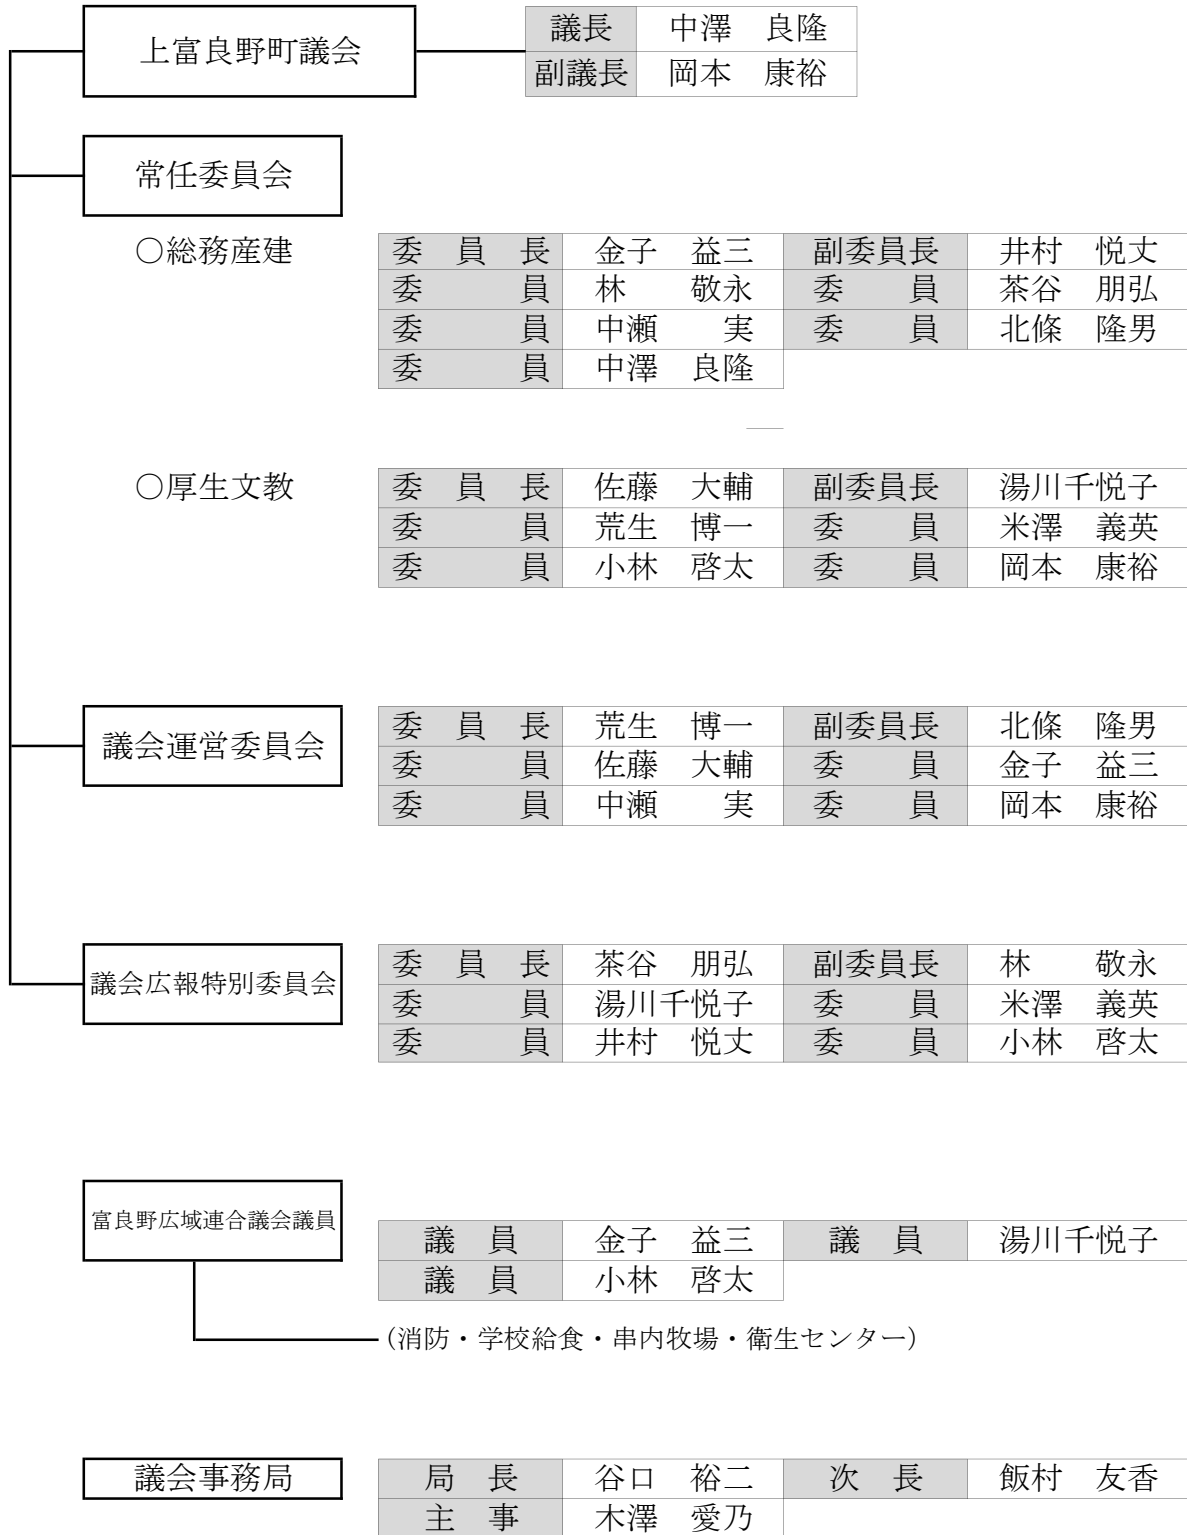 上富良野町議会
議長 中澤 良隆
副議長 岡本 康裕
常任委員会
○総務産建
委員長 金子 益三 副委員長 井村 悦丈
委員 林 敬永 委員 茶谷 朋弘
委員 中瀬 実 委員 北條 隆男
委員 中澤 良隆
○厚生文教
委員長 佐藤 大輔 副委員長 湯川千悦子
委員 荒生 博一 委員 米澤 義英
委員 小林 啓太 委員 岡本 康裕
議会運営委員会
委員長 荒生 博一 副委員長 北條 隆男
委員 佐藤 大輔 委員 金子 益三
委員 中瀬 実 委員 岡本 康裕
議会広報特別委員会
委員長 茶谷 朋弘 副委員長 林 敬永
委員 湯川千悦子 委員 米澤 義英
委員 井村 悦丈 委員 小林 啓太
富良野広域連合議会議員
議員 金子 益三 議員 湯川千悦子
議員 小林 啓太
(消防・学校給食・串内牧場・衛生センター)
議会事務局
局長 谷口 裕二 次長 飯村 友香
主事 木澤 愛乃